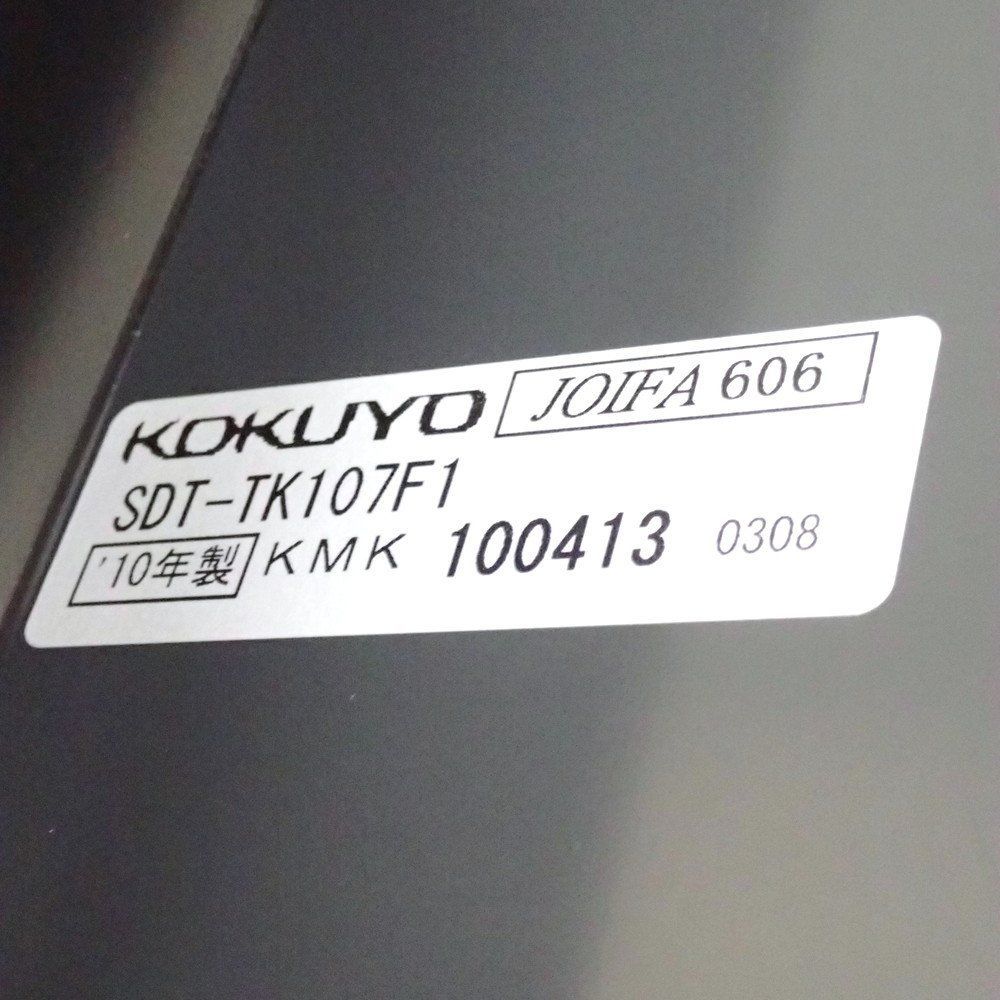 KOKUYO JOIFA 606
SDT-TK107F1
'10年製 KMK 100413 0308